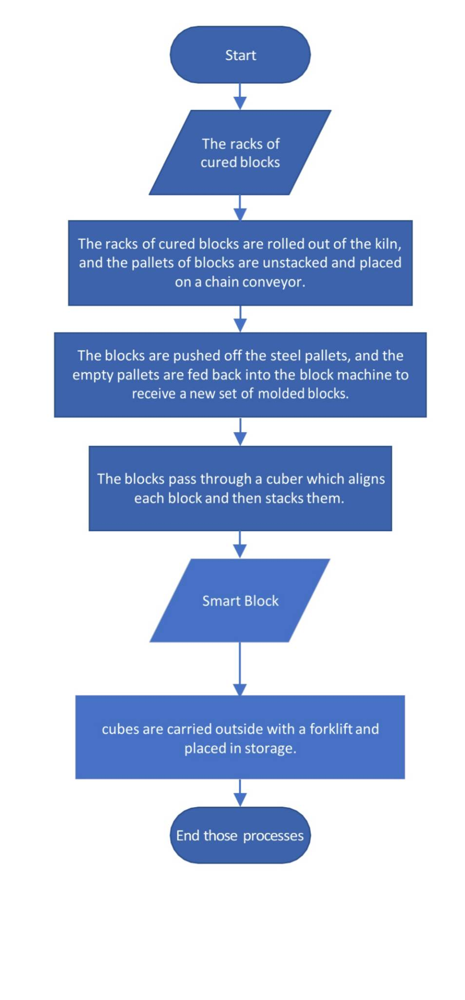 Start
The racks of
cured blocks
The racks of cured blocks are rolled out of the kiln,
and the pallets of blocks are unstacked and placed
on a chain conveyor.
The blocks are pushed off the steel pallets, and the
empty pallets are fed back into the block machine to
receive a new set of molded blocks.
The blocks pass through a cuber which aligns
each block and then stacks them.
Smart Block
cubes are carried outside with a forklift and
placed in storage.
End those processes